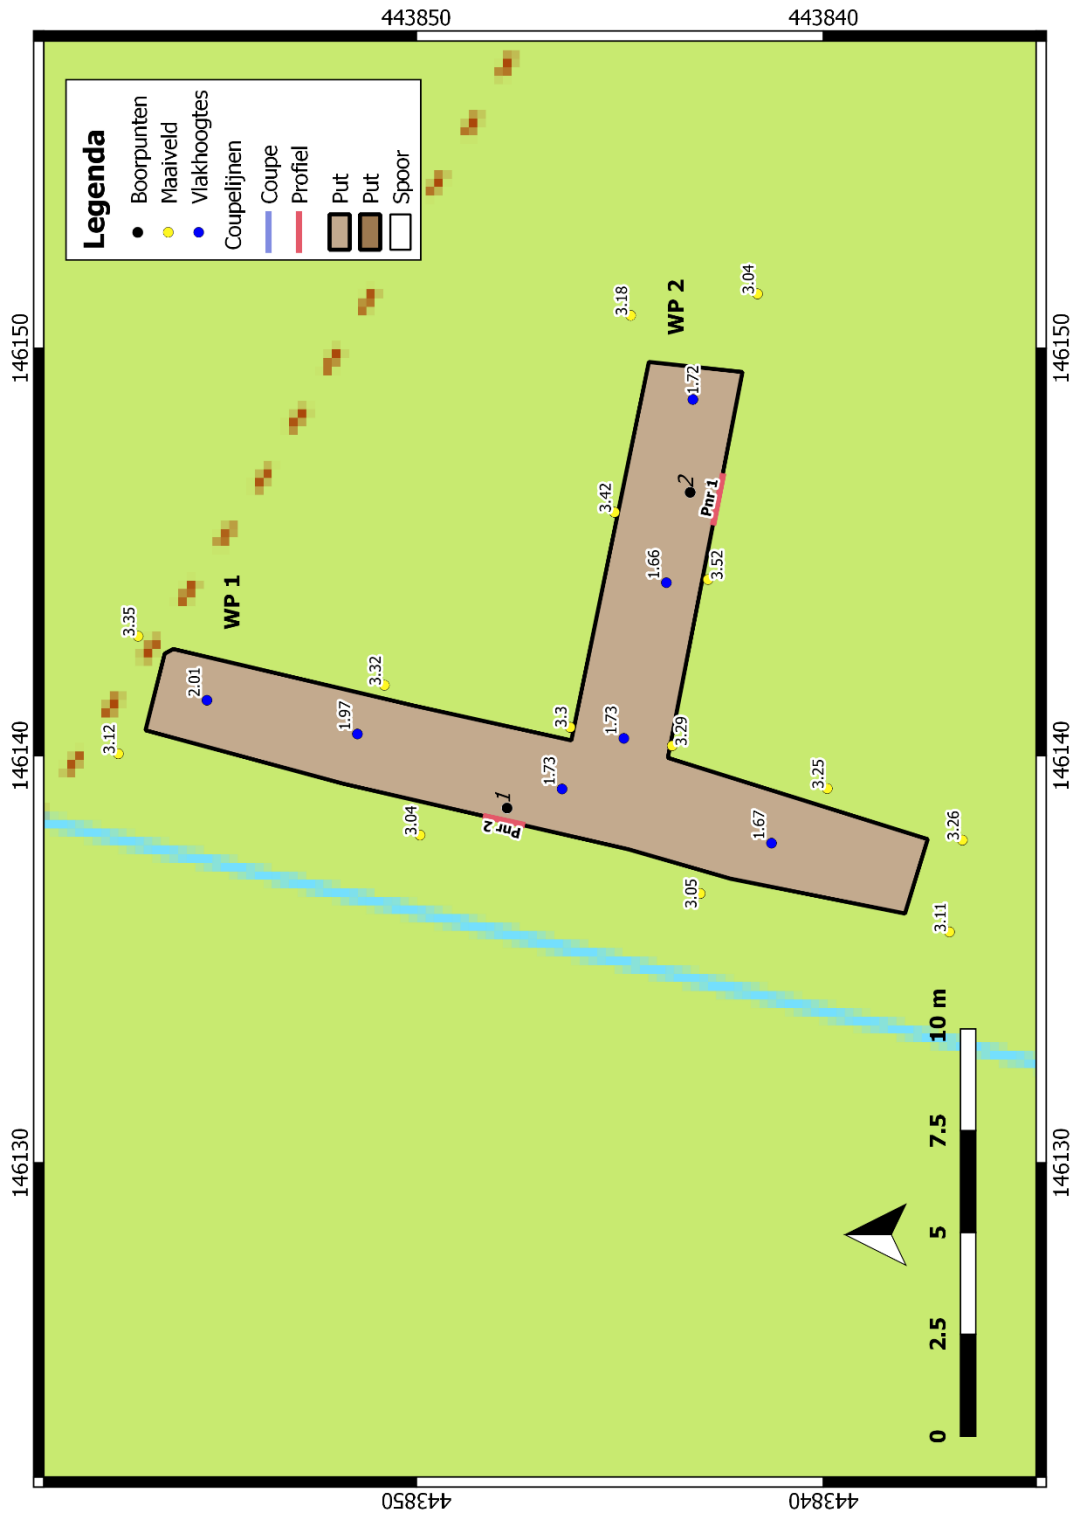 443850
443840
Legenda
Boorpunten
Maaiveld
Vlakhoogtes
Coupelijnen
Coupe
Profiel
Put
Put
Spoor
146150
146150
146140
146140
146130
146130
WP 1
WP 2
3.35
3.12
2.01
1.97
3.32
3.04
3.3
1.73
1.73
1
Pnr 2
3.29
3.05
1.67
3.25
3.26
3.11
3.18
3.04
1.72
3.42
2
Pnr 1
1.66
3.52
0
2.5
5
7.5
10 m
443850
443840